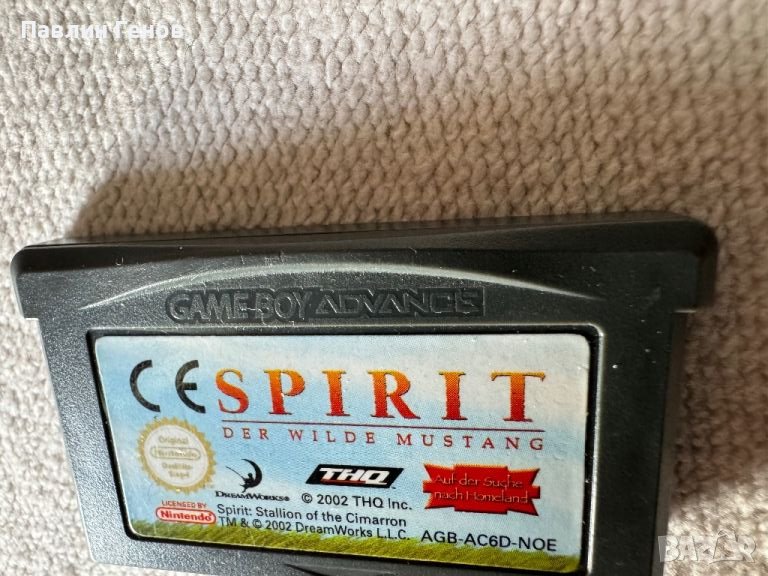 Павлин Генов
GAME BOY ADVANCE
CE SPIRIT
DER WILDE MUSTANG
Original
Nintendo
DREAMWORKS®
THQ
Auf der Suche
nach Homeland
© 2002 THQ Inc.
LICENSED BY
Nintendo
Spirit: Stallion of the Cimarron
TM & © 2002 DreamWorks L.L.C.
AGB-AC6D-NOE
BAZAR